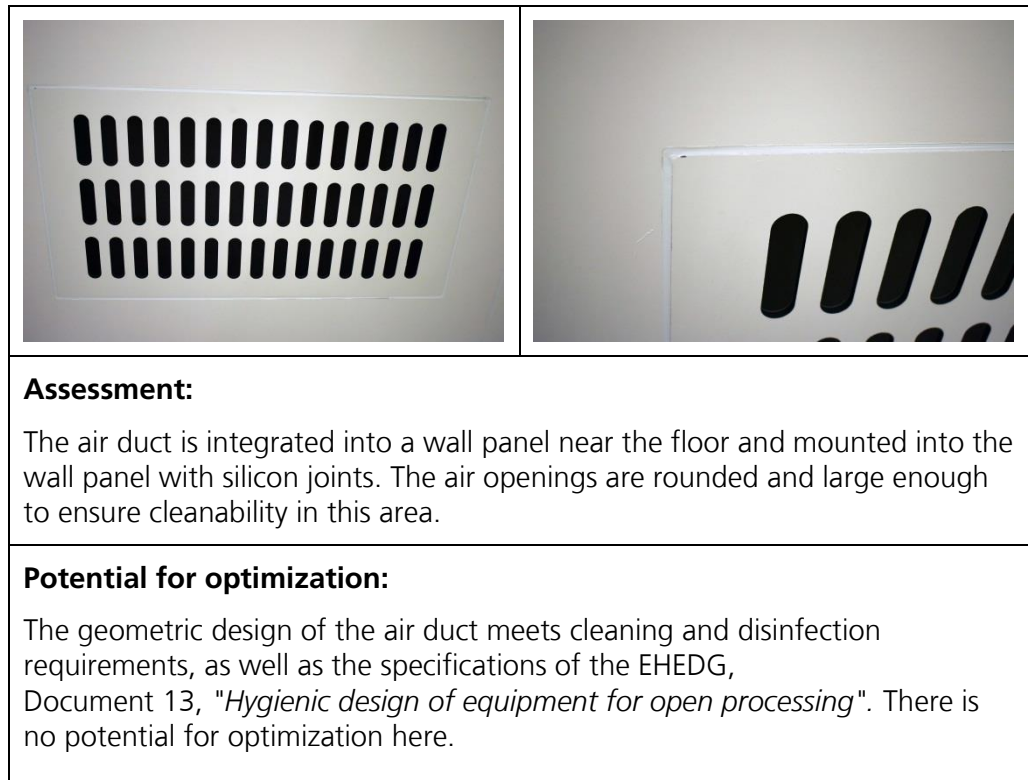 Assessment:
The air duct is integrated into a wall panel near the floor and mounted into the
wall panel with silicon joints. The air openings are rounded and large enough
to ensure cleanability in this area.
Potential for optimization:
The geometric design of the air duct meets cleaning and disinfection
requirements, as well as the specifications of the EHEDG,
Document 13, "Hygienic design of equipment for open processing". There is
no potential for optimization here.